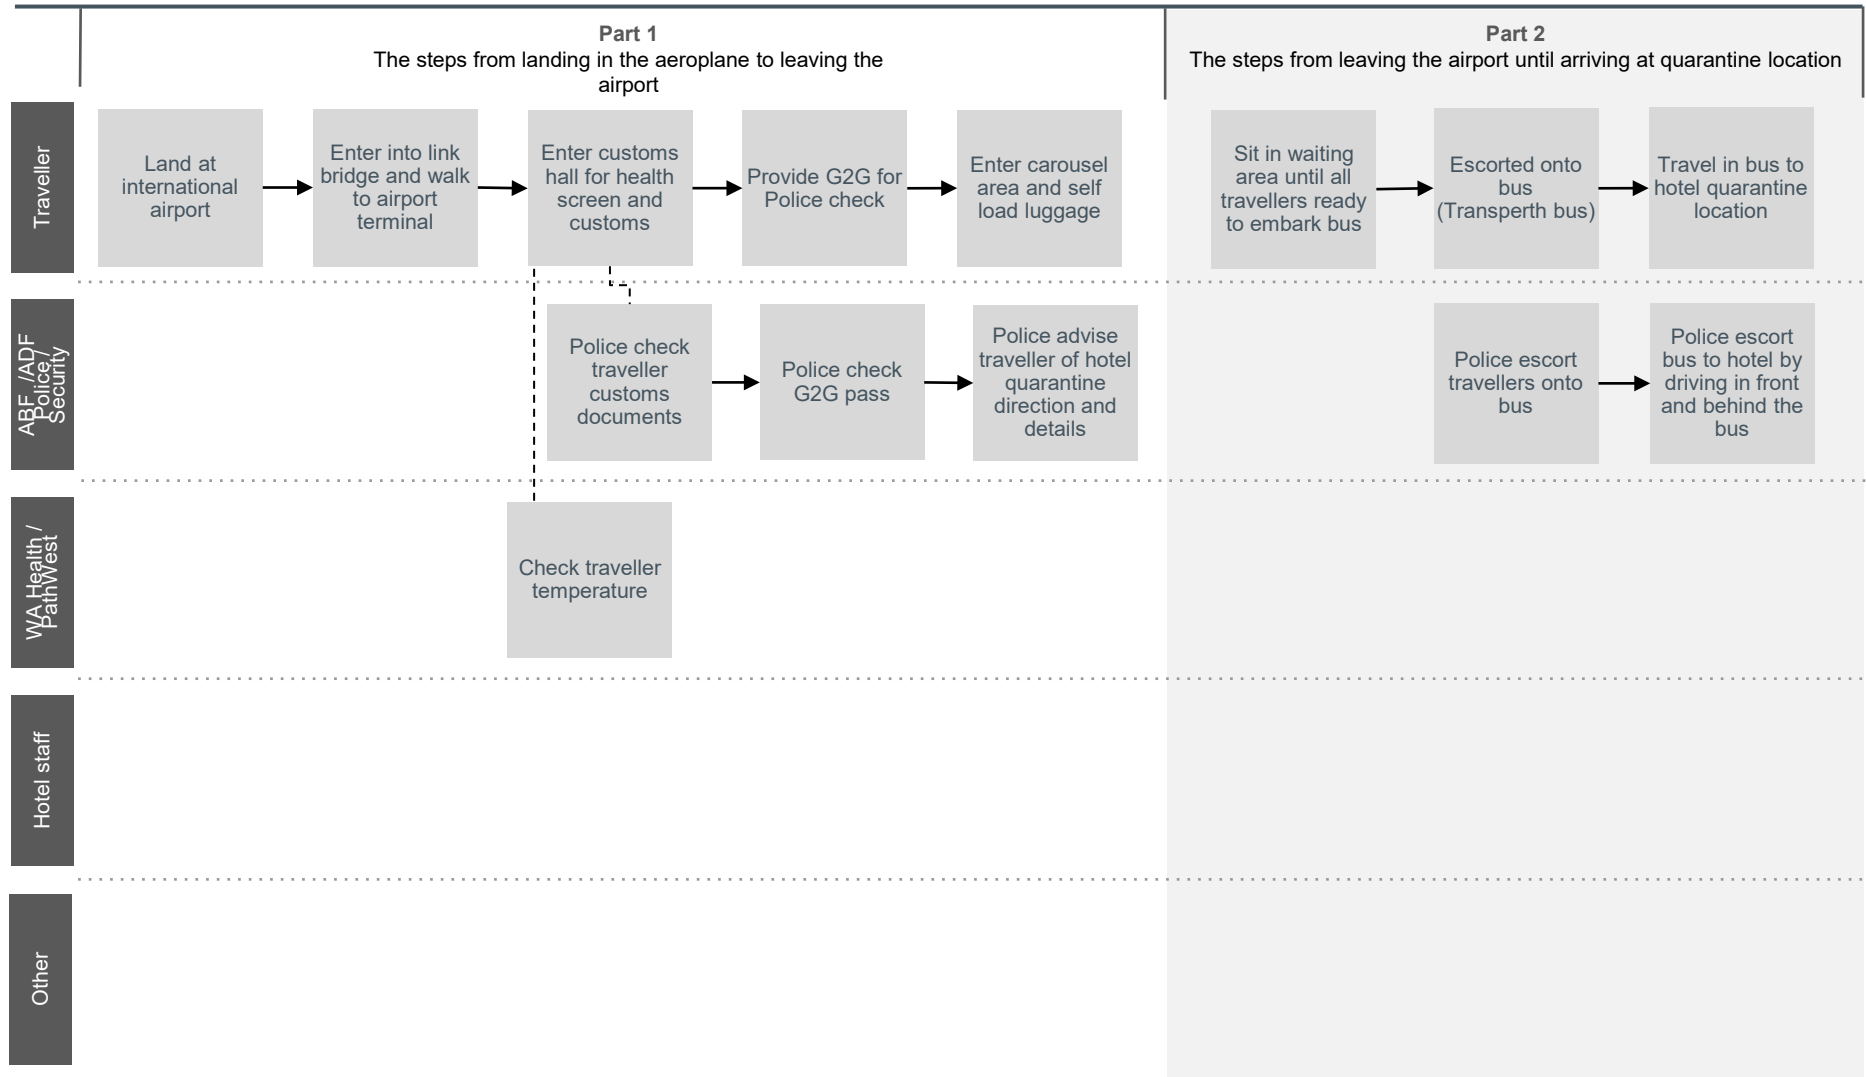 Part 1
The steps from landing in the aeroplane to leaving the
airport
Part 2
The steps from leaving the airport until arriving at quarantine location
Traveller
Land at
international
airport
Enter into link
bridge and walk
to airport
terminal
Enter customs
hall for health
screen and
customs
Provide G2G for
Police check
Enter carousel
area and self
load luggage
Sit in waiting
area until all
travellers ready
to embark bus
Escorted onto
bus
(Transperth bus)
Travel in bus to
hotel quarantine
location
ABF /ADF
Police /
Security
Police check
traveller
customs
documents
Police check
G2G pass
Police advise
traveller of hotel
quarantine
direction and
details
Police escort
travellers onto
bus
Police escort
bus to hotel by
driving in front
and behind the
bus
WA Health /
PathWest
Check traveller
temperature
Hotel staff
Other